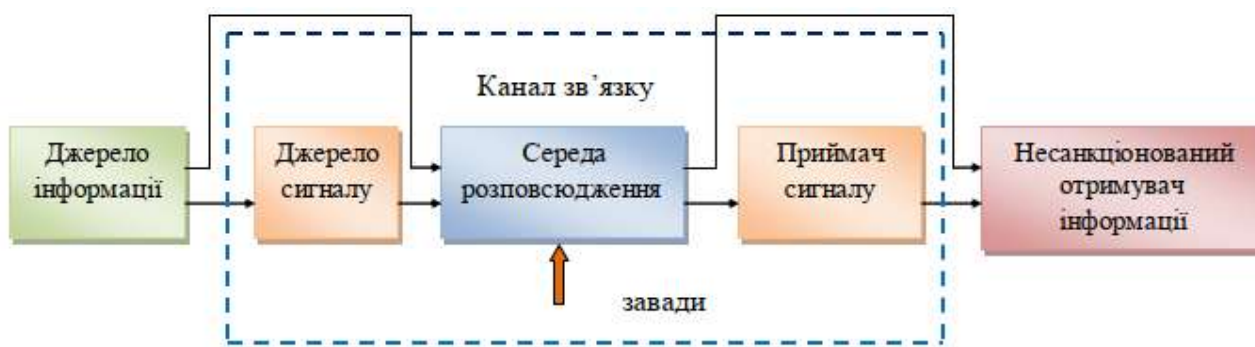 Канал зв`язку
Джерело
інформації
Джерело
сигналу
Середа
розповсюдження
Приймач
сигналу
Несанкціонований
отримувач
інформації
завади